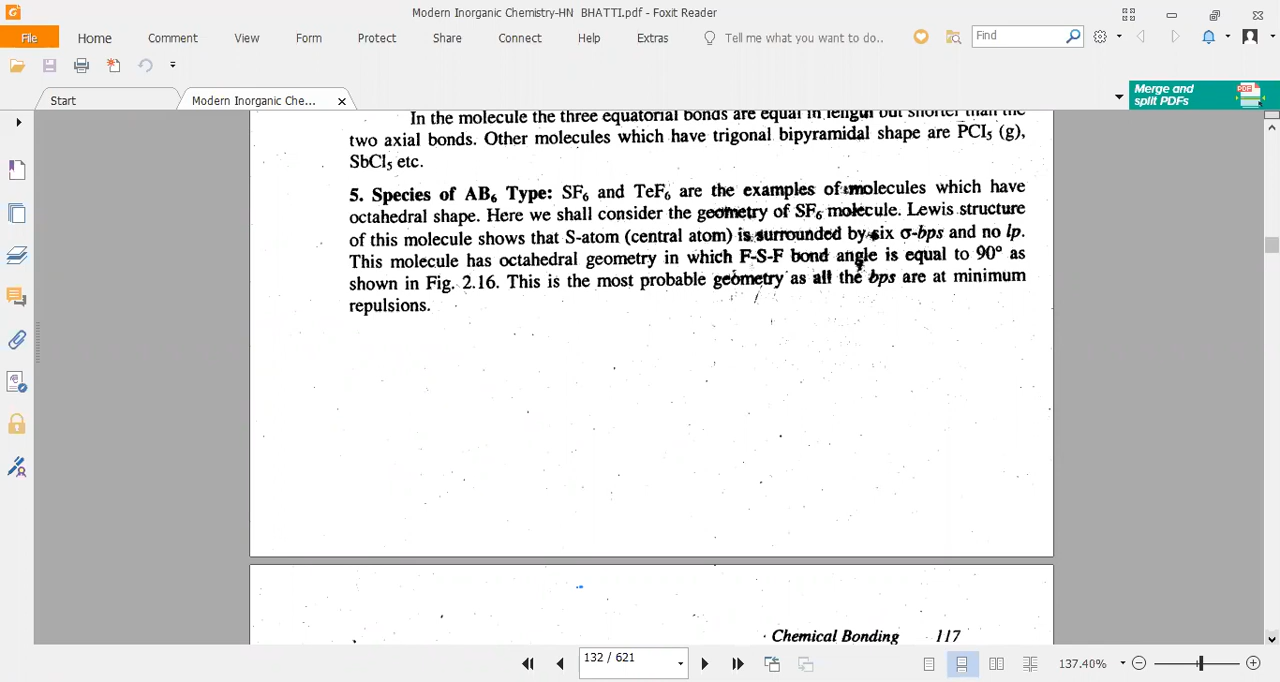 Modern Inorganic Chemistry-HN BHATTI.pdf - Foxit Reader
File Home Comment View Form Protect Share Connect Help Extras Tell me what you want to do.. Find
Start Modern Inorganic Che... Merge and
split PDFs
In the molecule the three equatorial bonds are equal in length but shorter than the
two axial bonds. Other molecules which have trigonal bipyramidal shape are PCl₅ (g),
SbCl₅ etc.
5. Species of AB₆ Type: SF₆ and TeF₆ are the examples of molecules which have
octahedral shape. Here we shall consider the geometry of SF₆ molecule. Lewis structure
of this molecule shows that S-atom (central atom) is surrounded by six σ-bps and no lp.
This molecule has octahedral geometry in which F-S-F bond angle is equal to 90° as
shown in Fig. 2.16. This is the most probable geometry as all the bps are at minimum
repulsions.
Chemical Bonding 117
132 / 621 137.40%